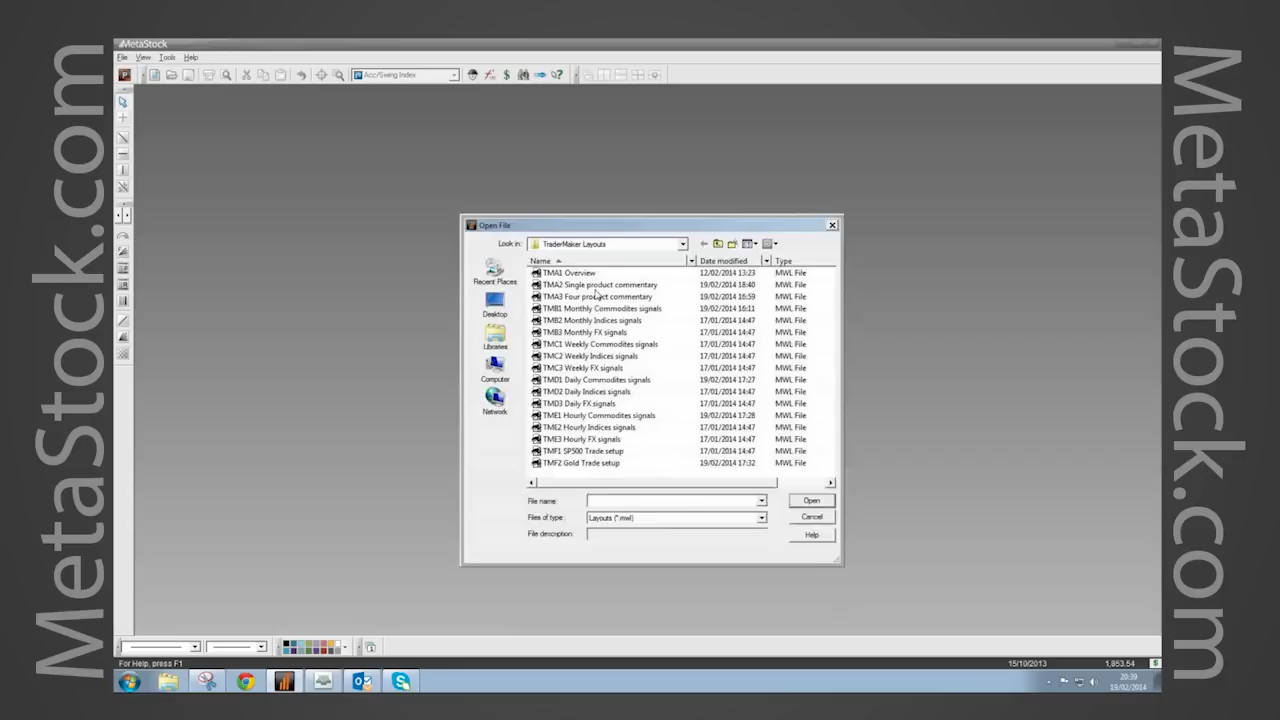 MetaStock.com
MetaStock
File View Tools Help
Acc/Swing Index
Open File
Look in: TraderMaker Layouts
Name Date modified Type
TMA1 Overview 12/02/2014 13:23 MWL File
TMA2 Single product commentary 19/02/2014 18:40 MWL File
TMA3 Four product commentary 19/02/2014 16:59 MWL File
TMB1 Monthly Commodites signals 19/02/2014 16:11 MWL File
TMB2 Monthly Indices signals 17/01/2014 14:47 MWL File
TMB3 Monthly FX signals 17/01/2014 14:47 MWL File
TMC1 Weekly Commodites signals 17/01/2014 14:47 MWL File
TMC2 Weekly Indices signals 17/01/2014 14:47 MWL File
TMC3 Weekly FX signals 17/01/2014 14:47 MWL File
TMD1 Daily Commodities signals 19/02/2014 17:27 MWL File
TMD2 Daily Indices signals 17/01/2014 14:47 MWL File
TMD3 Daily FX signals 17/01/2014 14:47 MWL File
TME1 Hourly Commodites signals 19/02/2014 17:28 MWL File
TME2 Hourly Indices signals 17/01/2014 14:47 MWL File
TME3 Hourly FX signals 17/01/2014 14:47 MWL File
TMF1 SP500 Trade setup 17/01/2014 14:47 MWL File
TMF2 Gold Trade setup 19/02/2014 17:32 MWL File
Recent Places
Desktop
Libraries
Computer
Network
File name: Open
Files of type: Layouts (*.mwl) Cancel
File description: Help
For Help, press F1 15/10/2013 1,853.54
20:39
19/02/2014
MetaStock.com